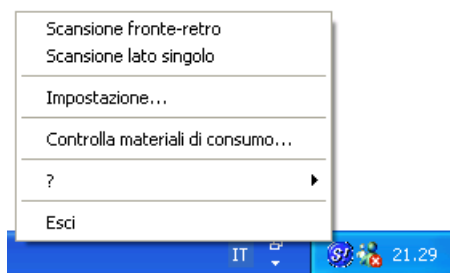 Scansione fronte-retro
Scansione lato singolo
Impostazione...
Controlla materiali di consumo...
?
Esci
IT
S! 21.29